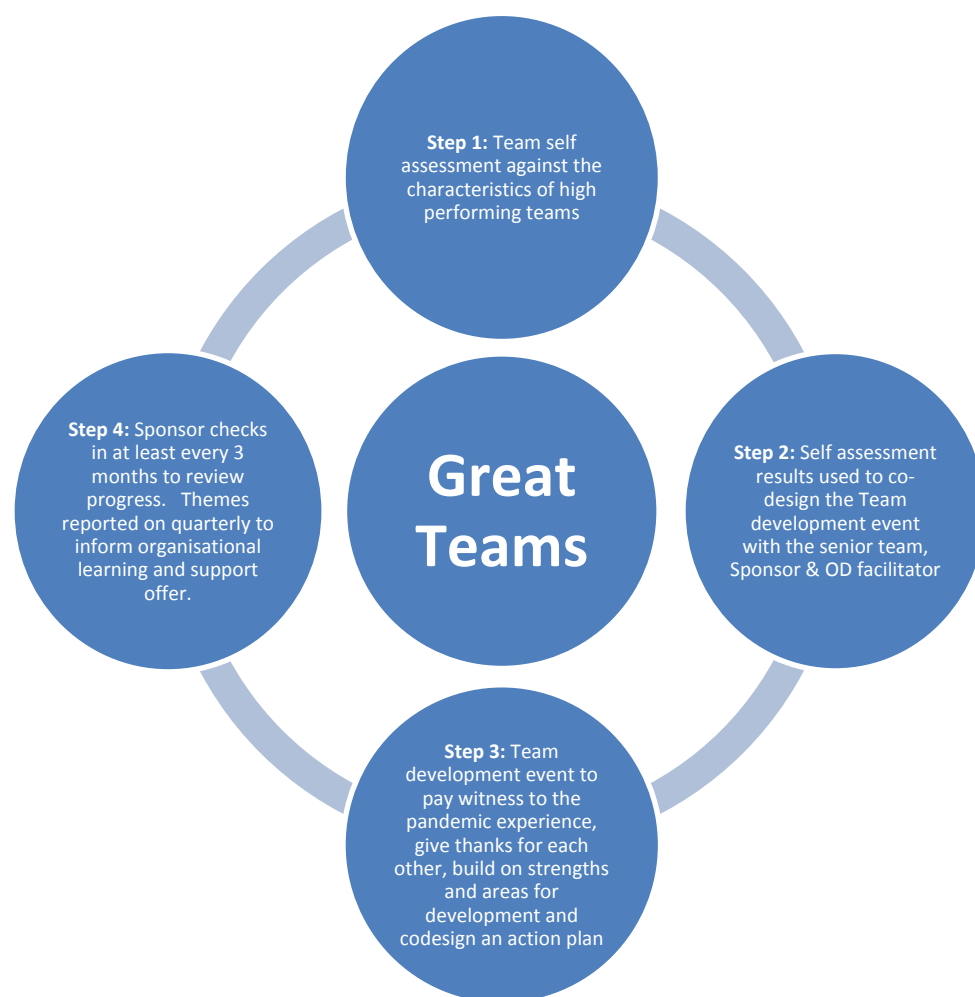 Step 1: Team self
assessment against the
characteristics of high
performing teams
Great
Teams
Step 2: Self assessment
results used to co-
design the Team
development event
with the senior team,
Sponsor & OD facilitator
Step 3: Team
development event to
pay witness to the
pandemic experience,
give thanks for each
other, build on strengths
and areas for
development and
codesign an action plan
Step 4: Sponsor checks
in at least every 3
months to review
progress.   Themes
reported on quarterly to
inform organisational
learning and support
offer.